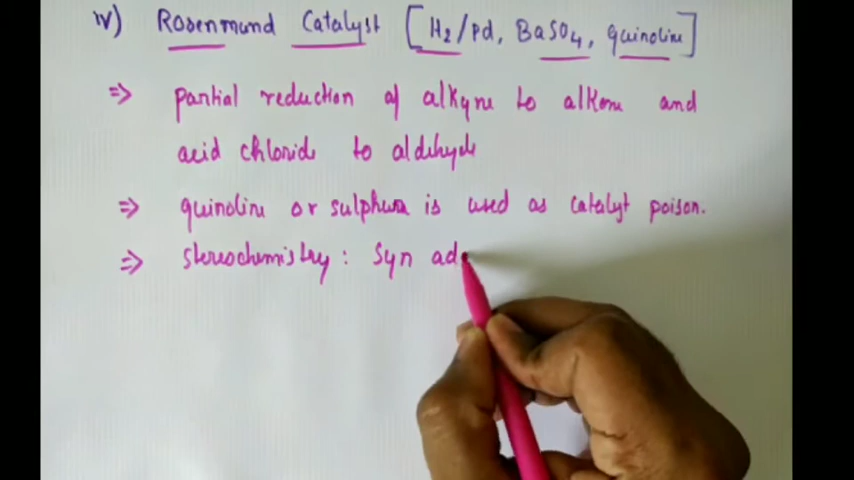 iv) Rosenmund Catalyst [H2/Pd, BaSO4, quinoline]
⇒ partial reduction of alkyne to alkene and
acid chloride to aldehyde
⇒ quinoline or sulphur is used as catalyt poison.
⇒ stereochemistry : Syn ad